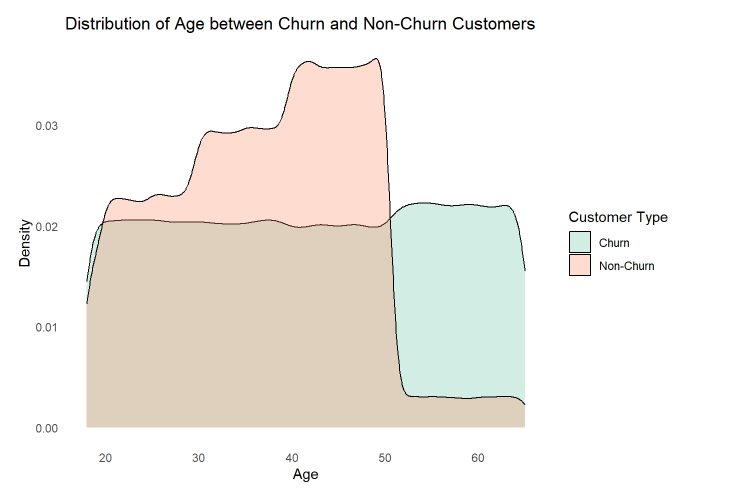 Distribution of Age between Churn and Non-Churn Customers
Density
0.03
0.02
0.01
0.00
20 30 40 50 60
Age
Customer Type
Churn
Non-Churn